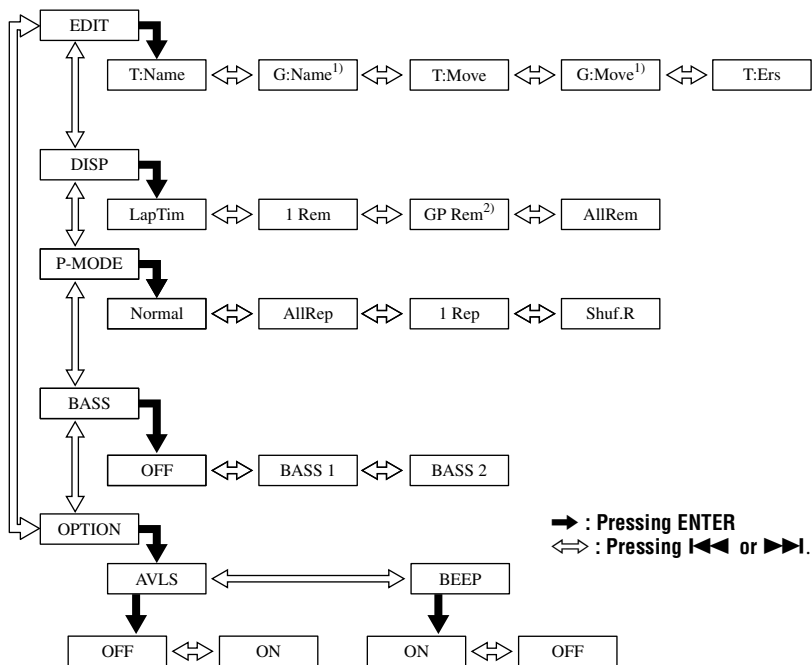 EDIT
T:Name G:Name1) T:Move G:Move1) T:Ers
DISP
LapTim 1 Rem GP Rem2) AllRem
P-MODE
Normal AllRep 1 Rep Shuf.R
BASS
OFF BASS 1 BASS 2
OPTION
: Pressing ENTER
: Pressing or .
AVLS BEEP
OFF ON ON OFF